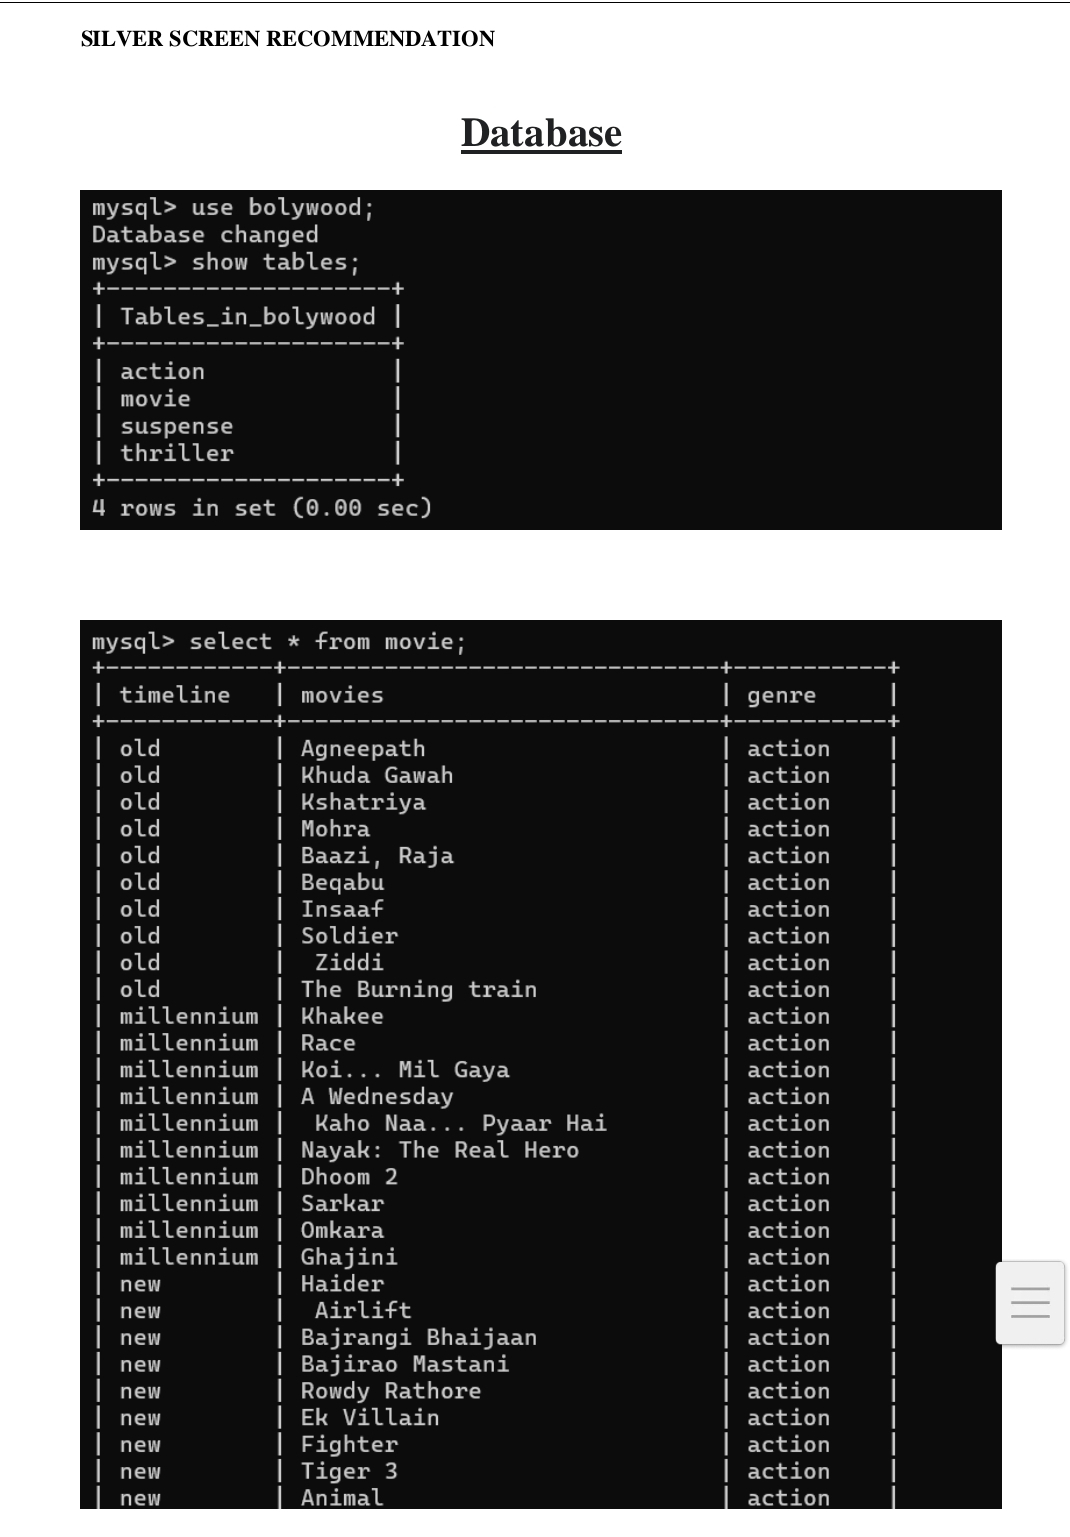 SILVER SCREEN RECOMMENDATION
Database
mysql> use bolywood;
Database changed
mysql> show tables;
+--------------------+
| Tables_in_bolywood |
+--------------------+
| action             |
| movie              |
| suspense           |
| thriller           |
+--------------------+
4 rows in set (0.00 sec)
mysql> select * from movie;
+------------+-------------------------------+-----------+
| timeline   | movies                        | genre     |
+------------+-------------------------------+-----------+
| old        | Agneepath                     | action    |
| old        | Khuda Gawah                   | action    |
| old        | Kshatriya                     | action    |
| old        | Mohra                         | action    |
| old        | Baazi, Raja                   | action    |
| old        | Beqabu                        | action    |
| old        | Insaaf                        | action    |
| old        | Soldier                       | action    |
| old        |  Ziddi                        | action    |
| old        | The Burning train             | action    |
| millennium | Khakee                        | action    |
| millennium | Race                          | action    |
| millennium | Koi... Mil Gaya               | action    |
| millennium | A Wednesday                   | action    |
| millennium |  Kaho Naa... Pyaar Hai        | action    |
| millennium | Nayak: The Real Hero          | action    |
| millennium | Dhoom 2                       | action    |
| millennium | Sarkar                        | action    |
| millennium | Omkara                        | action    |
| millennium | Ghajini                       | action    |
| new        | Haider                        | action    |
| new        |  Airlift                      | action    |
| new        | Bajrangi Bhaijaan             | action    |
| new        | Bajirao Mastani               | action    |
| new        | Rowdy Rathore                 | action    |
| new        | Ek Villain                    | action    |
| new        | Fighter                       | action    |
| new        | Tiger 3                       | action    |
| new        | Animal                        | action    |